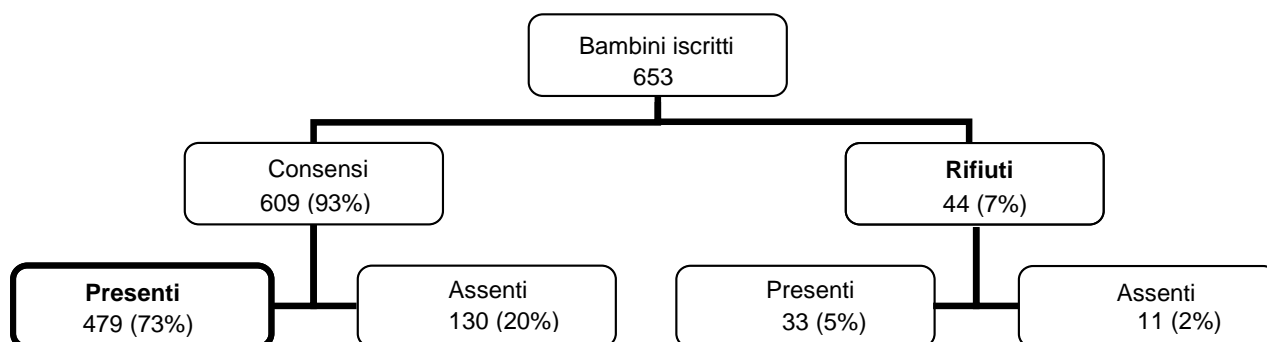 Bambini iscritti
653
Consensi
609 (93%)
Rifiuti
44 (7%)
Presenti
479 (73%)
Assenti
130 (20%)
Presenti
33 (5%)
Assenti
11 (2%)